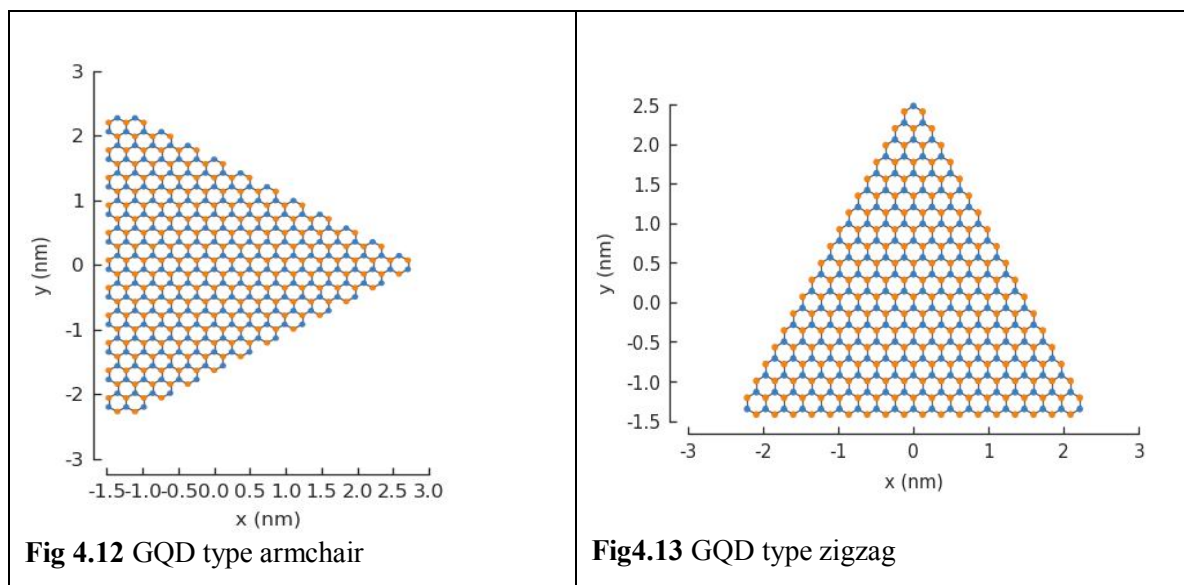 3
2
1
0
-1
-2
-3
y (nm)
-1.5-1.0-0.50.0 0.5 1.0 1.5 2.0 2.5 3.0
x (nm)
Fig 4.12 GQD type armchair
2.5
2.0
1.5
1.0
0.5
0.0
-0.5
-1.0
-1.5
y (nm)
-3 -2 -1 0 1 2 3
x (nm)
Fig4.13 GQD type zigzag